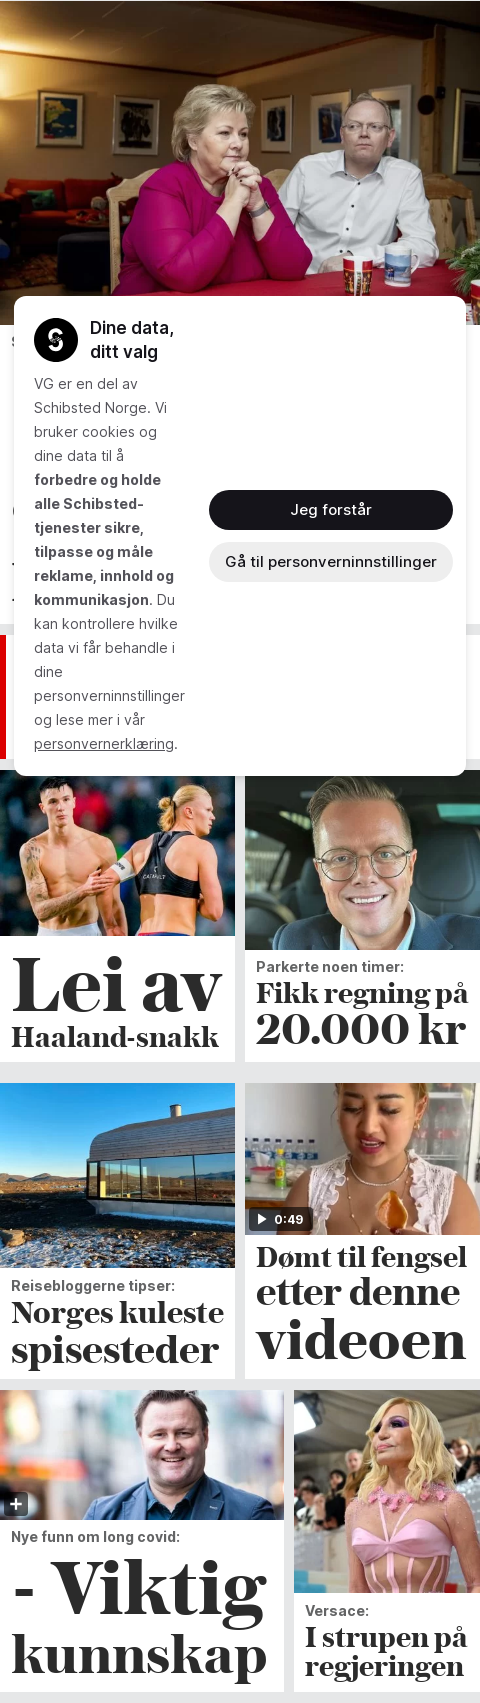 Dine data,
ditt valg
VG er en del av
Schibsted Norge. Vi
bruker cookies og
dine data til å
forbedre og holde
alle Schibsted-
tjenester sikre,
tilpasse og måle
reklame, innhold og
kommunikasjon. Du
kan kontrollere hvilke
data vi får behandle i
dine
personverninnstillinger
og lese mer i vår
personvernerklæring.
Jeg forstår
Gå til personverninnstillinger
Lei av
Haaland-snakk
Parkerte noen timer:
Fikk regning på
20.000 kr
Reisebloggerne tipser:
Norges kuleste
spisesteder
0:49
Dømt til fengsel
etter denne
videoen
Nye funn om long covid:
- Viktig
kunnskap
Versace:
I strupen på
regjeringen